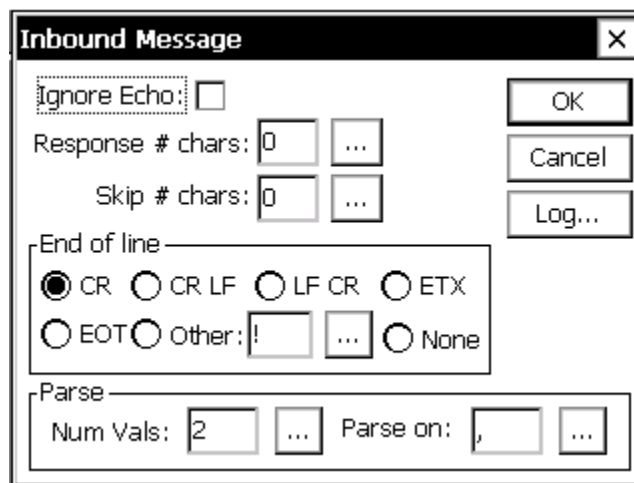 Inbound Message
Ignore Echo:
OK
Response # chars: 0 ...
Cancel
Skip # chars: 0 ...
Log...
End of line
CR CR LF LF CR ETX
EOT Other: ! ... None
Parse
Num Vals: 2 ... Parse on: , ...